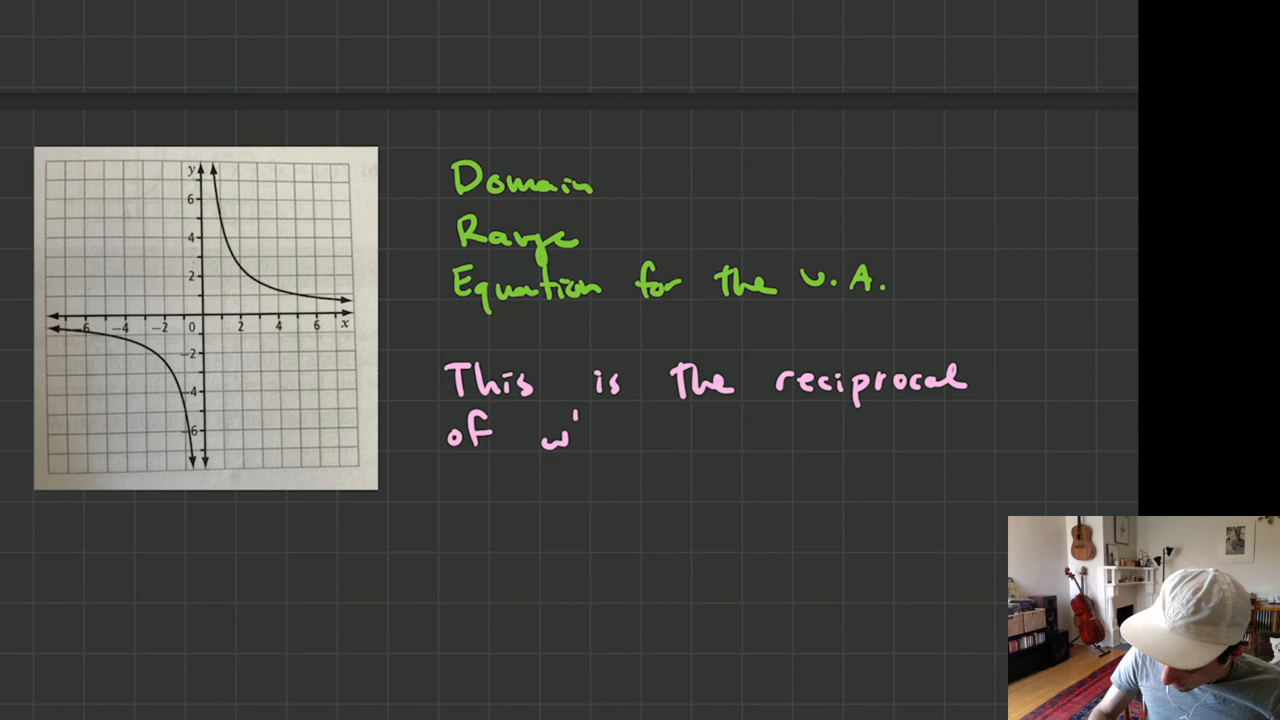 Domain
Range
Equation for the V.A.
This is the reciprocal
of w
y
6
4
2
-6 -4 -2 0 2 4 6 x
-2
-4
-6